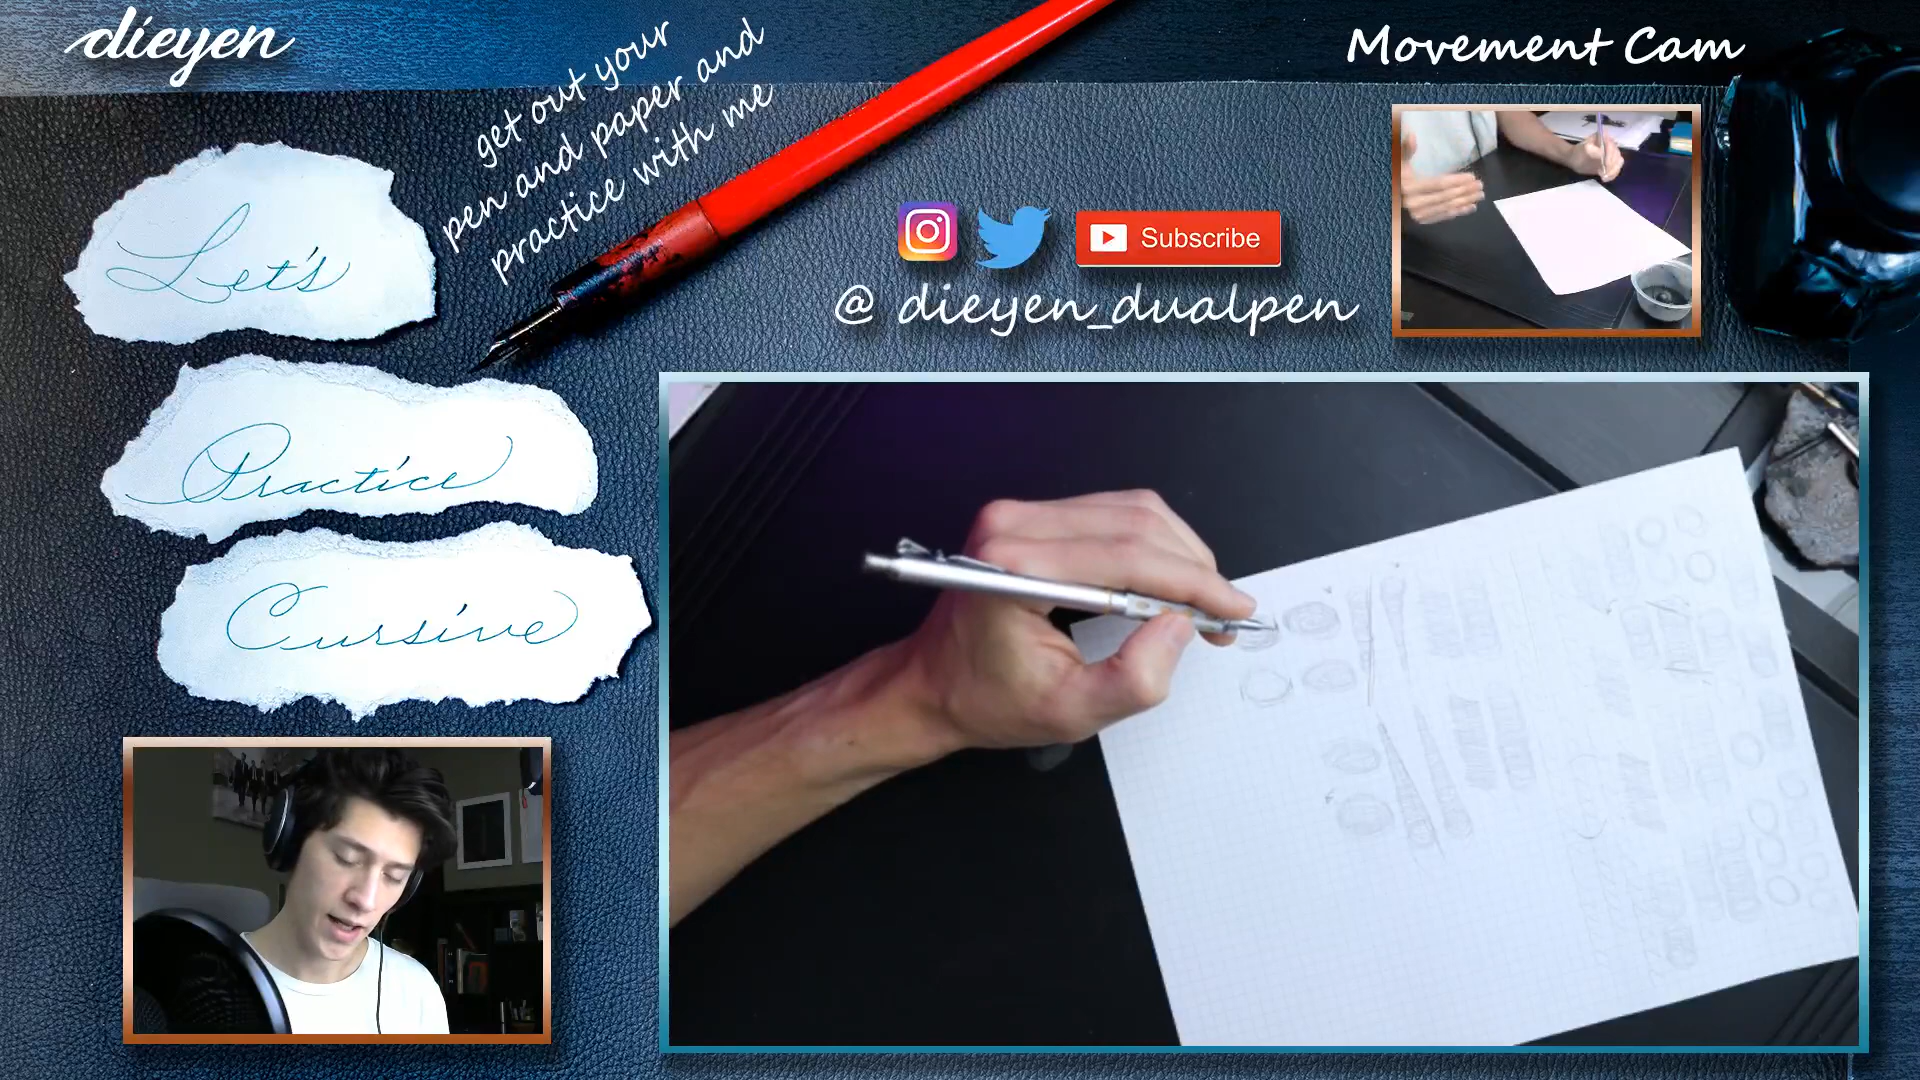 dieyen
get out your
pen and paper and
practice with me
Movement Cam
Let's
Practice
Cursive
Subscribe
@ dieyen_dualpen